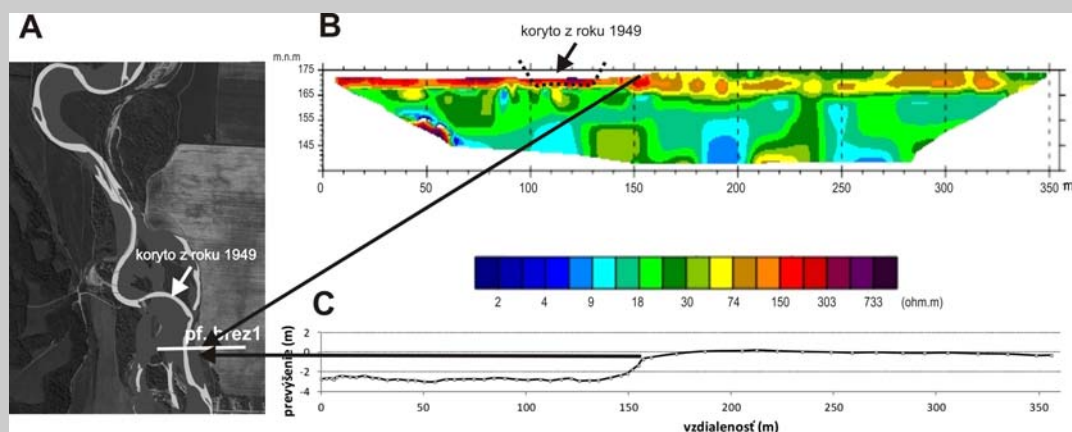 A
koryto z roku 1949
pf. brez1
B
koryto z roku 1949
m.n.m
175
165
155
145
0 50 100 150 200 250 300 350 m
2 4 9 18 30 74 150 303 733 (ohm.m)
C
prevýšenie (m)
2
0
-2
-4
0 50 100 150 200 250 300 350
vzdialenosť (m)